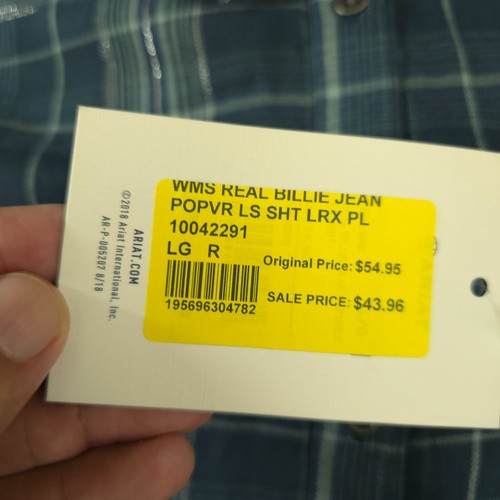 WMS REAL BILLIE JEAN
POPVR LS SHT LRX PL
10042291
LG R
Original Price: $54.95
195696304782
SALE PRICE: $43.96
ARIAT.COM
©2018 Ariat International, Inc.
AR-P-005207 8/18